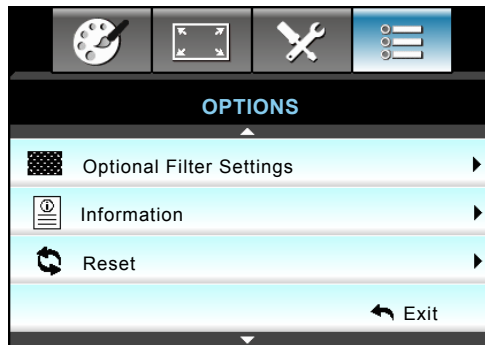 OPTIONS
Optional Filter Settings
Information
Reset
Exit